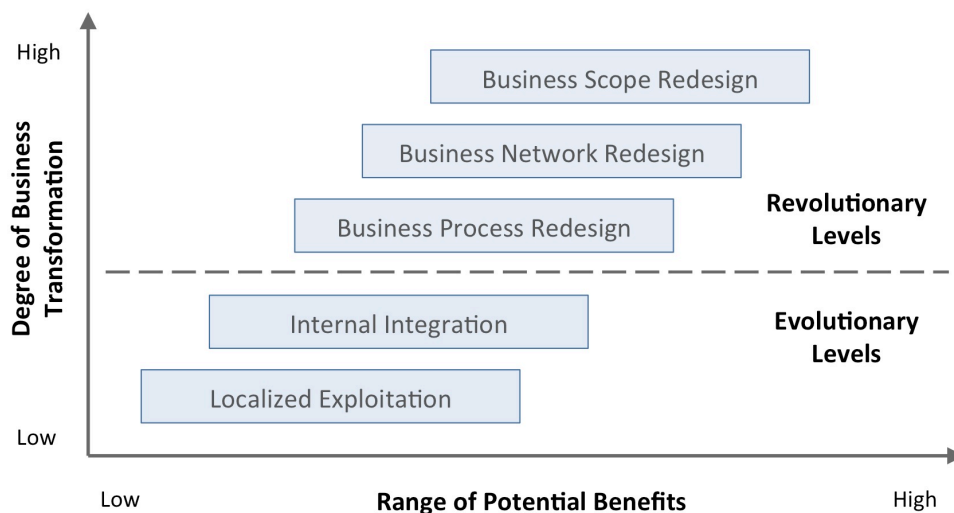 High
Business Scope Redesign
Business Network Redesign
Degree of Business
Transformation
Business Process Redesign
Revolutionary
Levels
Internal Integration
Evolutionary
Levels
Localized Exploitation
Low
Low
Range of Potential Benefits
High